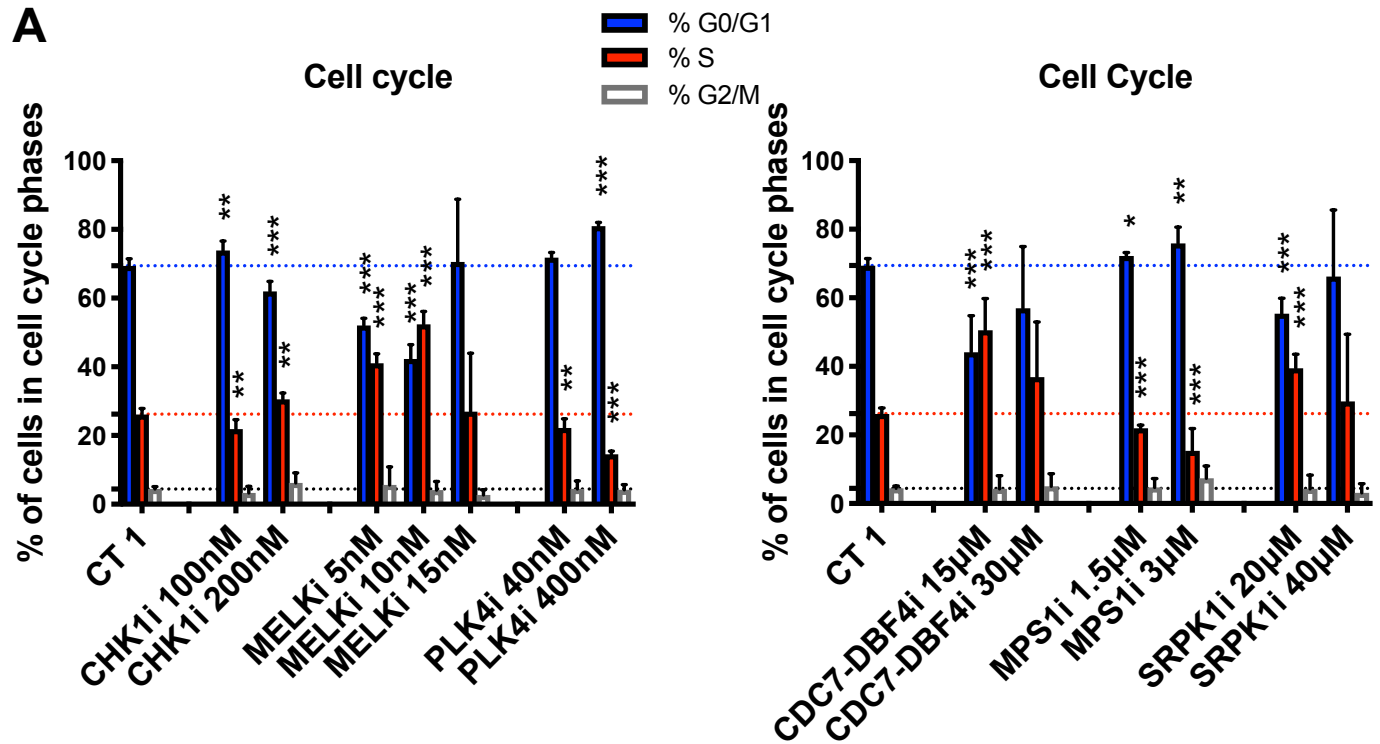 A
% G0/G1
% S
% G2/M
Cell cycle
% of cells in cell cycle phases
100
80
60
40
20
0
**
**
***
**
***
***
***
***
**
***
***
CT 1
CHK1i 100nM
CHK1i 200nM
MELKi 5nM
MELKi 10nM
MELKi 15nM
PLK4i 40nM
PLK4i 400nM
Cell Cycle
% of cells in cell cycle phases
100
80
60
40
20
0
***
***
*
***
**
***
***
***
CT 1
CDC7-DBF4i 15µM
CDC7-DBF4i 30µM
MPS1i 1.5µM
MPS1i 3µM
SRPK1i 20µM
SRPK1i 40µM